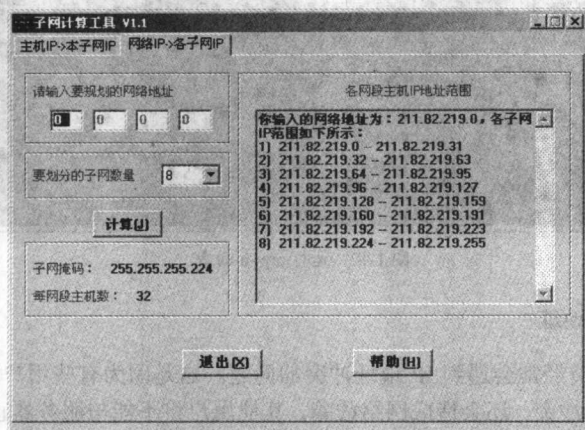 子网计算工具 V1.1
主机IP->本子网IP 网络IP->各子网IP
请输入要规划的网络地址
0 0 0 0
要划分的子网数量 8
计算(J)
子网掩码： 255.255.255.224
每网段主机数： 32
各网段主机IP地址范围
你输入的网络地址为：211.82.219.0，各子网
IP范围如下所示：
1) 211.82.219.0 -- 211.82.219.31
2) 211.82.219.32 -- 211.82.219.63
3) 211.82.219.64 -- 211.82.219.95
4) 211.82.219.96 -- 211.82.219.127
5) 211.82.219.128 -- 211.82.219.159
6) 211.82.219.160 -- 211.82.219.191
7) 211.82.219.192 -- 211.82.219.223
8) 211.82.219.224 -- 211.82.219.255
退出(X) 帮助(H)